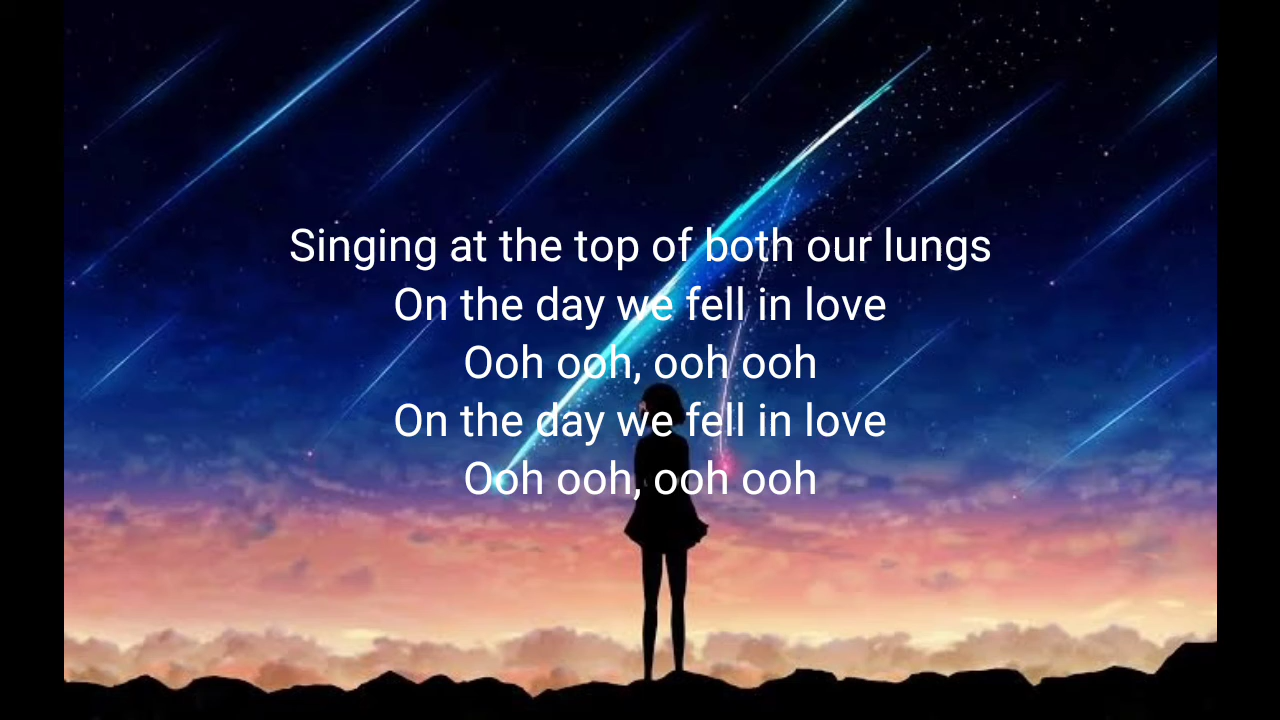 Singing at the top of both our lungs
On the day we fell in love
Ooh ooh, ooh ooh
On the day we fell in love
Ooh ooh, ooh ooh